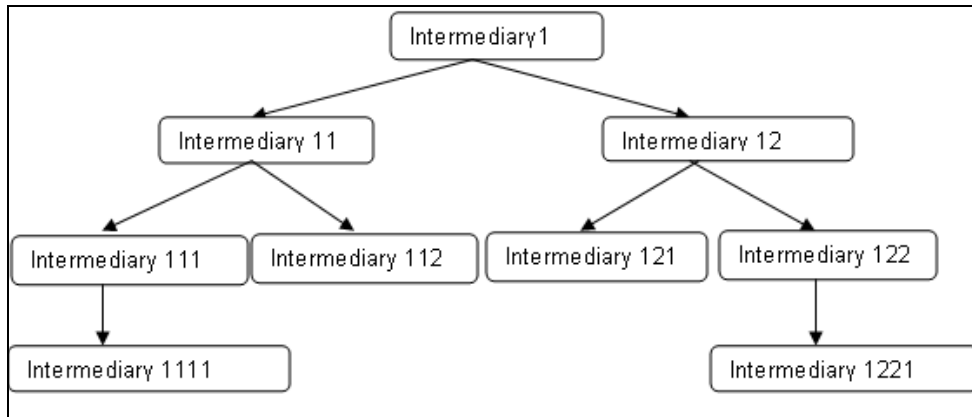 Intermediary1
Intermediary 11
Intermediary 12
Intermediary 111
Intermediary 112
Intermediary 121
Intermediary 122
Intermediary 1111
Intermediary 1221